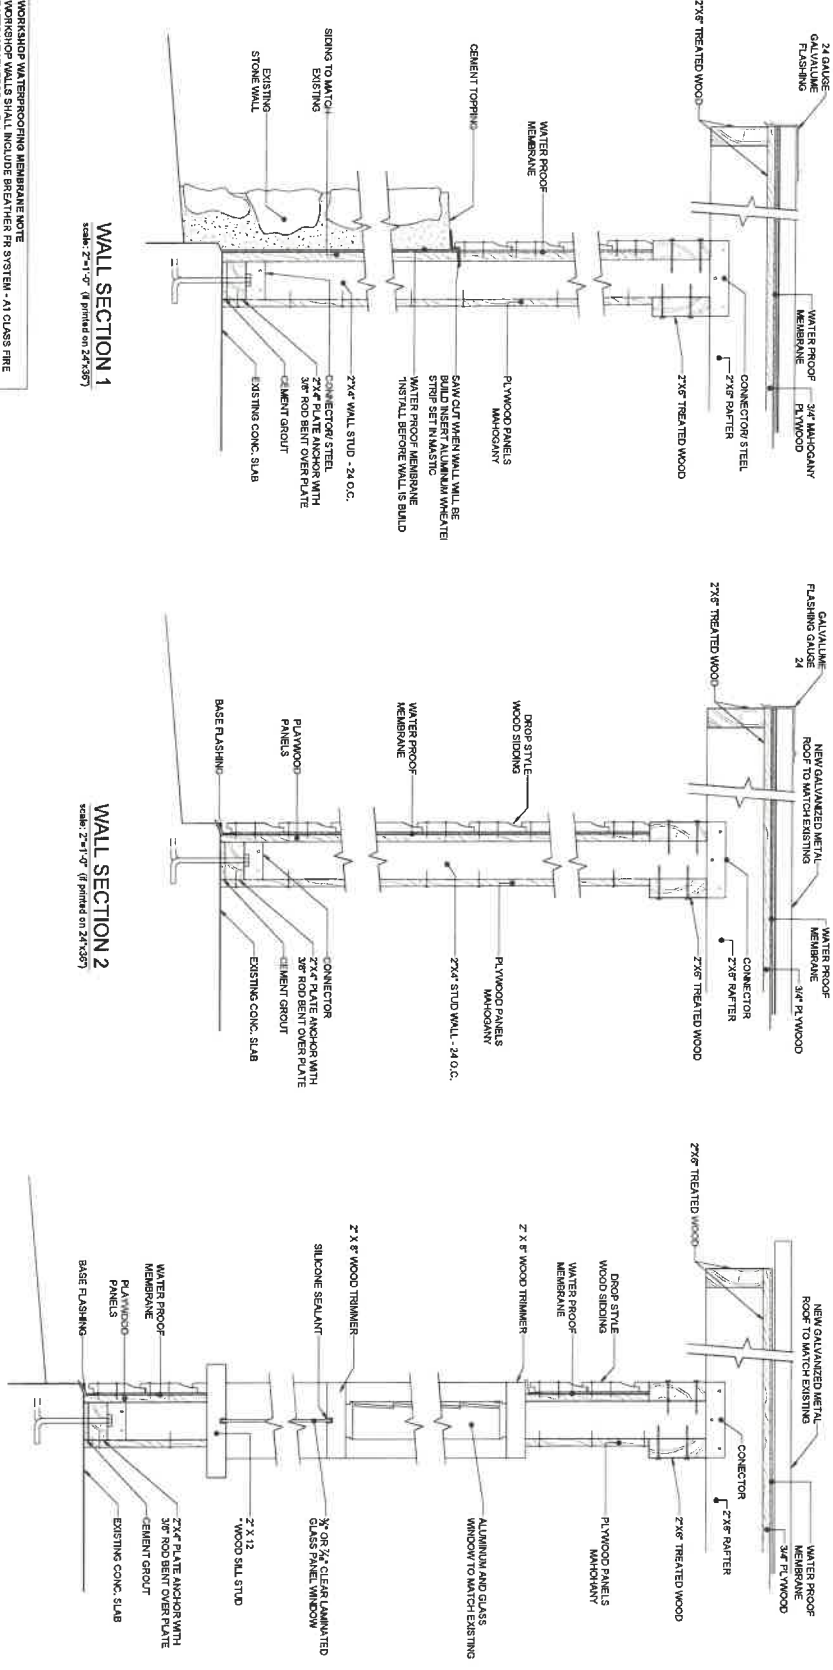 24 GAUGE
GALVALUME
FLASHING
2"X6" TREATED WOOD
WATER PROOF
MEMBRANE
3/4" MAHOGANY
PLYWOOD
CONNECTOR/ STEEL
2"X6" RAFTER
2"X6" TREATED WOOD
WATER PROOF
MEMBRANE
CEMENT TOPPING
PLYWOOD PANELS
MAHOGANY
SAW CUT WHEN WALL WILL BE
BUILD INSERT ALUMINUM WHEATER
STRIP SET IN MASTIC
WATER PROOF MEMBRANE
*INSTALL BEFORE WALL IS BUILD
SIDING TO MATCH
EXISTING
EXISTING
STONE WALL
2"X4" WALL STUD - 24 O.C.
CONNECTOR/ STEEL
2"X4" PLATE ANCHOR WITH
3/8" ROD BENT OVER PLATE
CEMENT GROUT
EXISTING CONC. SLAB
WALL SECTION 1
scale: 2"=1'-0" (if printed on 24"x36")
WORKSHOP WATERPROOFING MEMBRANE NOTE
WORKSHOP WALLS SHALL INCLUDE BREATHER FR SYSTEM - A1 CLASS FIRE
GALVALUME
FLASHING GAUGE
24
2"X6" TREATED WOOD
NEW GALVANIZED METAL
ROOF TO MATCH EXISTING
WATER PROOF
MEMBRANE
3/4" PLYWOOD
CONNECTOR
2"X6" RAFTER
2"X6" TREATED WOOD
DROP STYLE
WOOD SIDDING
WATER PROOF
MEMBRANE
PLYWOOD PANELS
MAHOGANY
2"X4" STUD WALL - 24 O.C.
PLAYWOOD
PANELS
BASE FLASHING
CONNECTOR
2"X4" PLATE ANCHOR WITH
3/8" ROD BENT OVER PLATE
CEMENT GROUT
EXISTING CONC. SLAB
WALL SECTION 2
scale: 2"=1'-0" (if printed on 24"x36")
2"X6" TREATED WOOD
NEW GALVANIZED METAL
ROOF TO MATCH EXISTING
WATER PROOF
MEMBRANE
3/4" PLYWOOD
CONECTOR
2"X6" RAFTER
2"X6" TREATED WOOD
DROP STYLE
WOOD SIDDING
WATER PROOF
MEMBRANE
2" X 8" WOOD TRIMMER
PLYWOOD PANELS
MAHOHANY
ALUMINUM AND GLASS
WINDOW TO MATCH EXISTING
2" X 8" WOOD TRIMMER
SILICONE SEALANT
CLEAR LAMINATED
GLASS PANEL WINDOW
2" X 12
WOOD SILL STUD
WATER PROOF
MEMBRANE
PLAYWOOD
PANELS
BASE FLASHING
2"X4" PLATE ANCHOR WITH
3/8" ROD BENT OVER PLATE
CEMENT GROUT
EXISTING CONC. SLAB